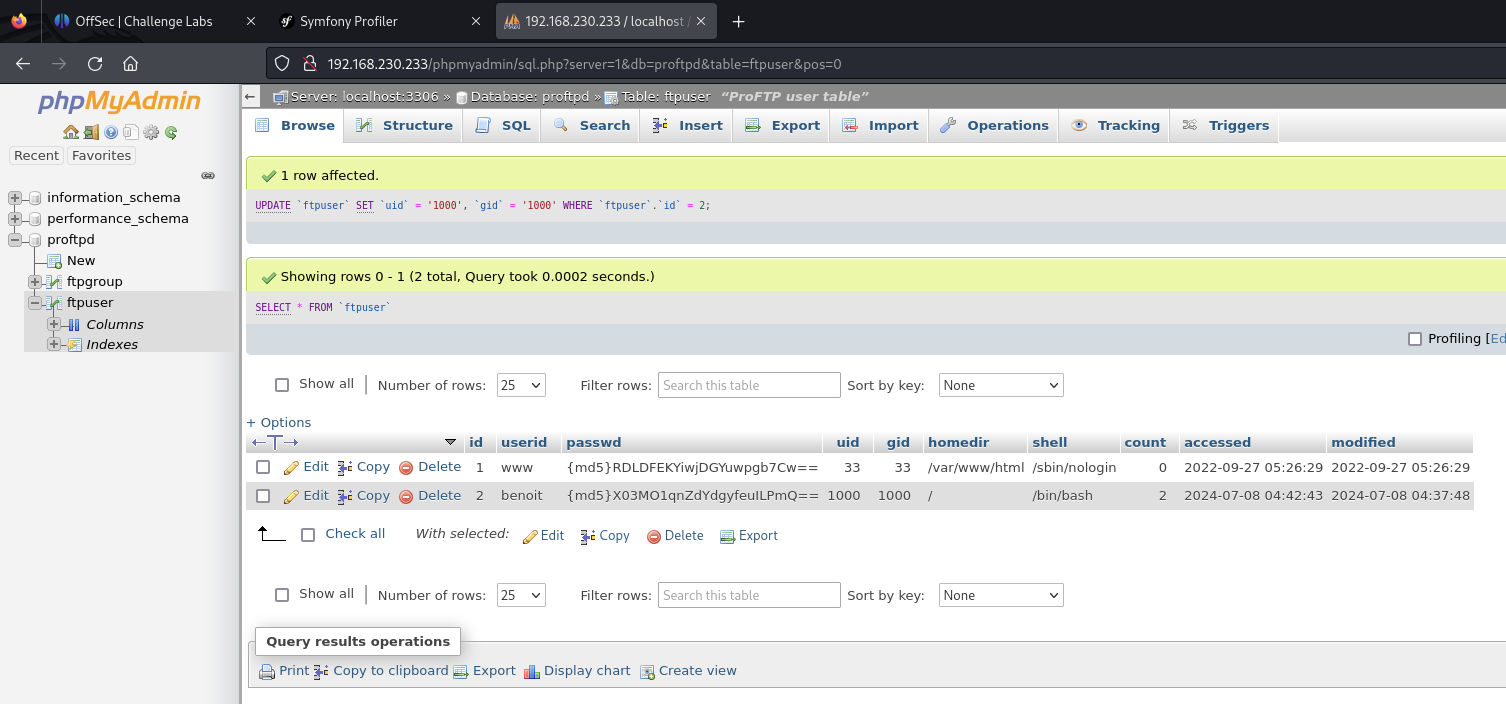 OffSec | Challenge Labs
Symfony Profiler
192.168.230.233 / localhost /
192.168.230.233/phpmyadmin/sql.php?server=1&db=proftpd&table=ftpuser&pos=0
phpMyAdmin
Recent Favorites
information_schema
performance_schema
proftpd
New
ftpgroup
ftpuser
Columns
Indexes
Server: localhost:3306 » Database: proftpd » Table: ftpuser “ProFTP user table”
Browse Structure SQL Search Insert Export Import Operations Tracking Triggers
1 row affected.
UPDATE `ftpuser` SET `uid` = '1000', `gid` = '1000' WHERE `ftpuser`.`id` = 2;
Showing rows 0 - 1 (2 total, Query took 0.0002 seconds.)
SELECT * FROM `ftpuser`
Profiling [Ed
Show all Number of rows: 25 Filter rows: Search this table Sort by key: None
+ Options
←T→ id userid passwd uid gid homedir shell count accessed modified
Edit Copy Delete 1 www {md5}RDLDFEKYiwjDGYuwpgb7Cw== 33 33 /var/www/html /sbin/nologin 0 2022-09-27 05:26:29 2022-09-27 05:26:29
Edit Copy Delete 2 benoit {md5}X03MO1qnZdYdgyfeuILPmQ== 1000 1000 / /bin/bash 2 2024-07-08 04:42:43 2024-07-08 04:37:48
Check all With selected: Edit Copy Delete Export
Show all Number of rows: 25 Filter rows: Search this table Sort by key: None
Query results operations
Print Copy to clipboard Export Display chart Create view